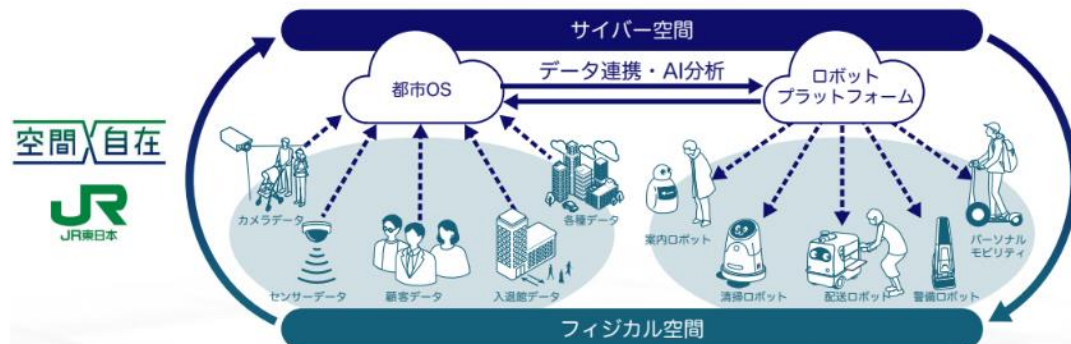 サイバー空間
都市OS
データ連携・AI分析
ロボット
プラットフォーム
空間自在
JR
JR東日本
カメラデータ
各種データ
センサーデータ
顧客データ
入退館データ
案内ロボット
清掃ロボット
配送ロボット
警備ロボット
パーソナル
モビリティ
フィジカル空間